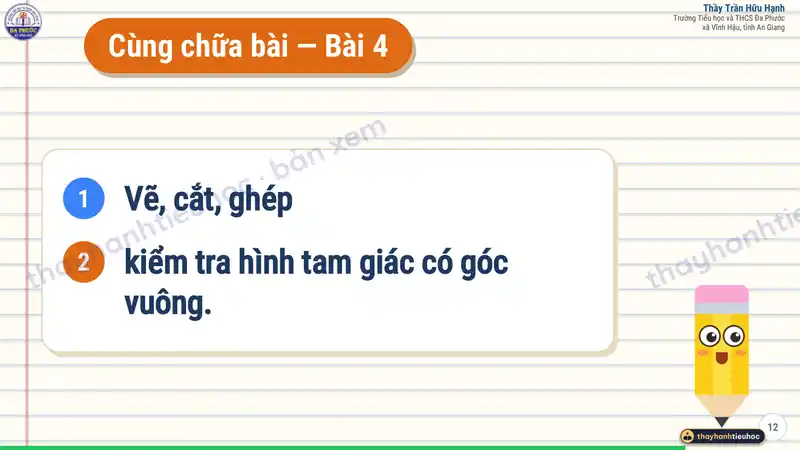 Thầy Trần Hữu Hạnh
Trường Tiểu học và THCS Đa Phước
xã Vĩnh Hậu, tỉnh An Giang
ĐA PHƯỚC
Cùng chữa bài — Bài 4
1 Vẽ, cắt, ghép
2 kiểm tra hình tam giác có góc
vuông.
thayhanhtieuhoc · bản xem
thayhanhtieuhoc
12